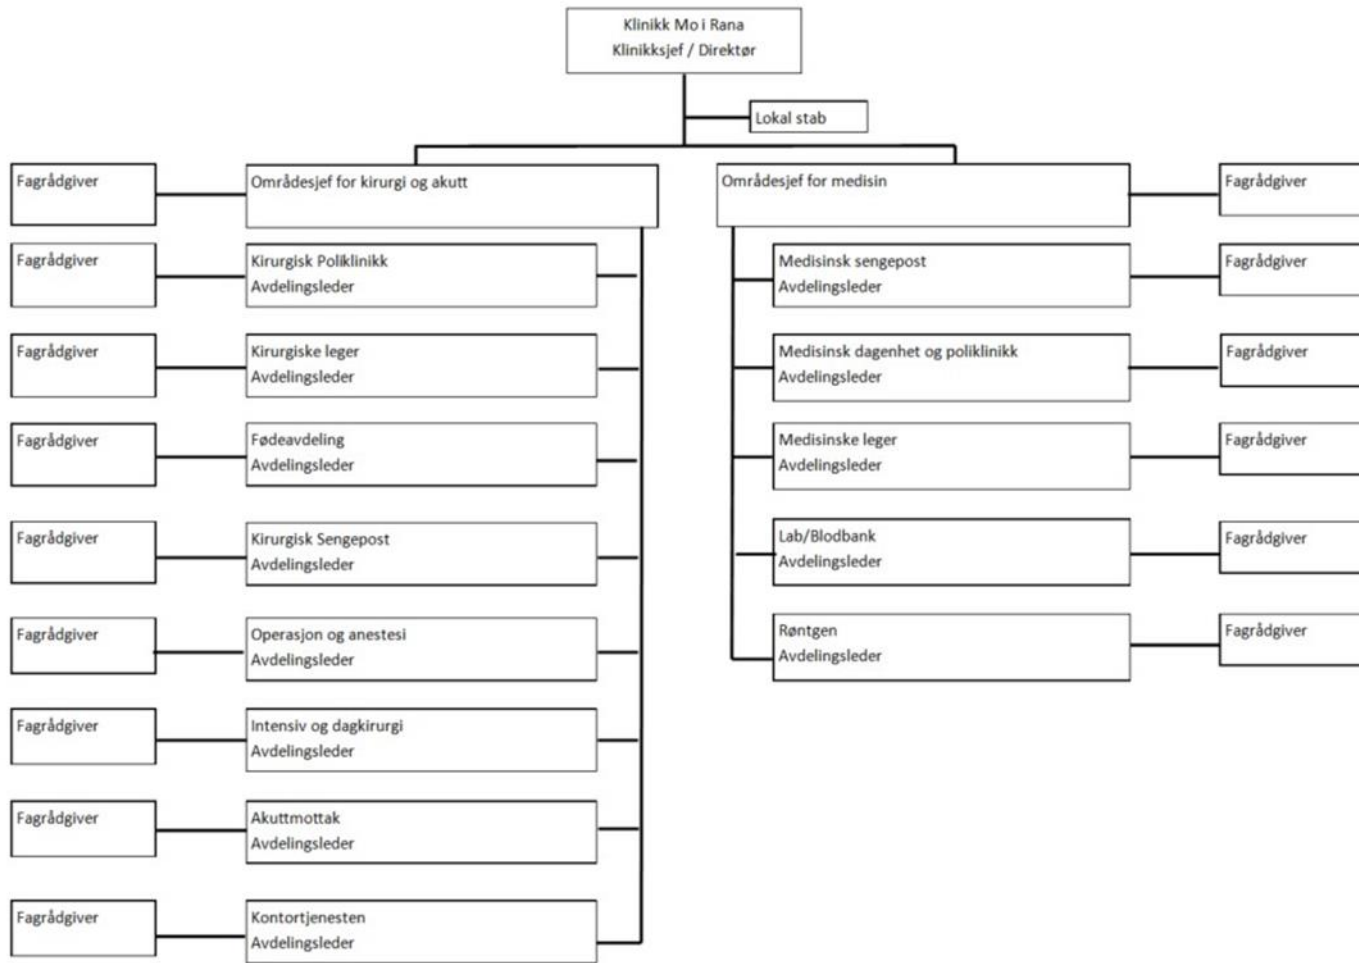 Klinikk Mo i Rana
Klinikksjef / Direktør
Lokal stab
Fagrådgiver
Områdesjef for kirurgi og akutt
Områdesjef for medisin
Fagrådgiver
Fagrådgiver
Kirurgisk Poliklinikk
Avdelingsleder
Medisinsk sengepost
Avdelingsleder
Fagrådgiver
Fagrådgiver
Kirurgiske leger
Avdelingsleder
Medisinsk dagenhet og poliklinikk
Avdelingsleder
Fagrådgiver
Fagrådgiver
Fødeavdeling
Avdelingsleder
Medisinske leger
Avdelingsleder
Fagrådgiver
Fagrådgiver
Kirurgisk Sengepost
Avdelingsleder
Lab/Blodbank
Avdelingsleder
Fagrådgiver
Fagrådgiver
Operasjon og anestesi
Avdelingsleder
Røntgen
Avdelingsleder
Fagrådgiver
Fagrådgiver
Intensiv og dagkirurgi
Avdelingsleder
Fagrådgiver
Akuttmottak
Avdelingsleder
Fagrådgiver
Kontortjenesten
Avdelingsleder